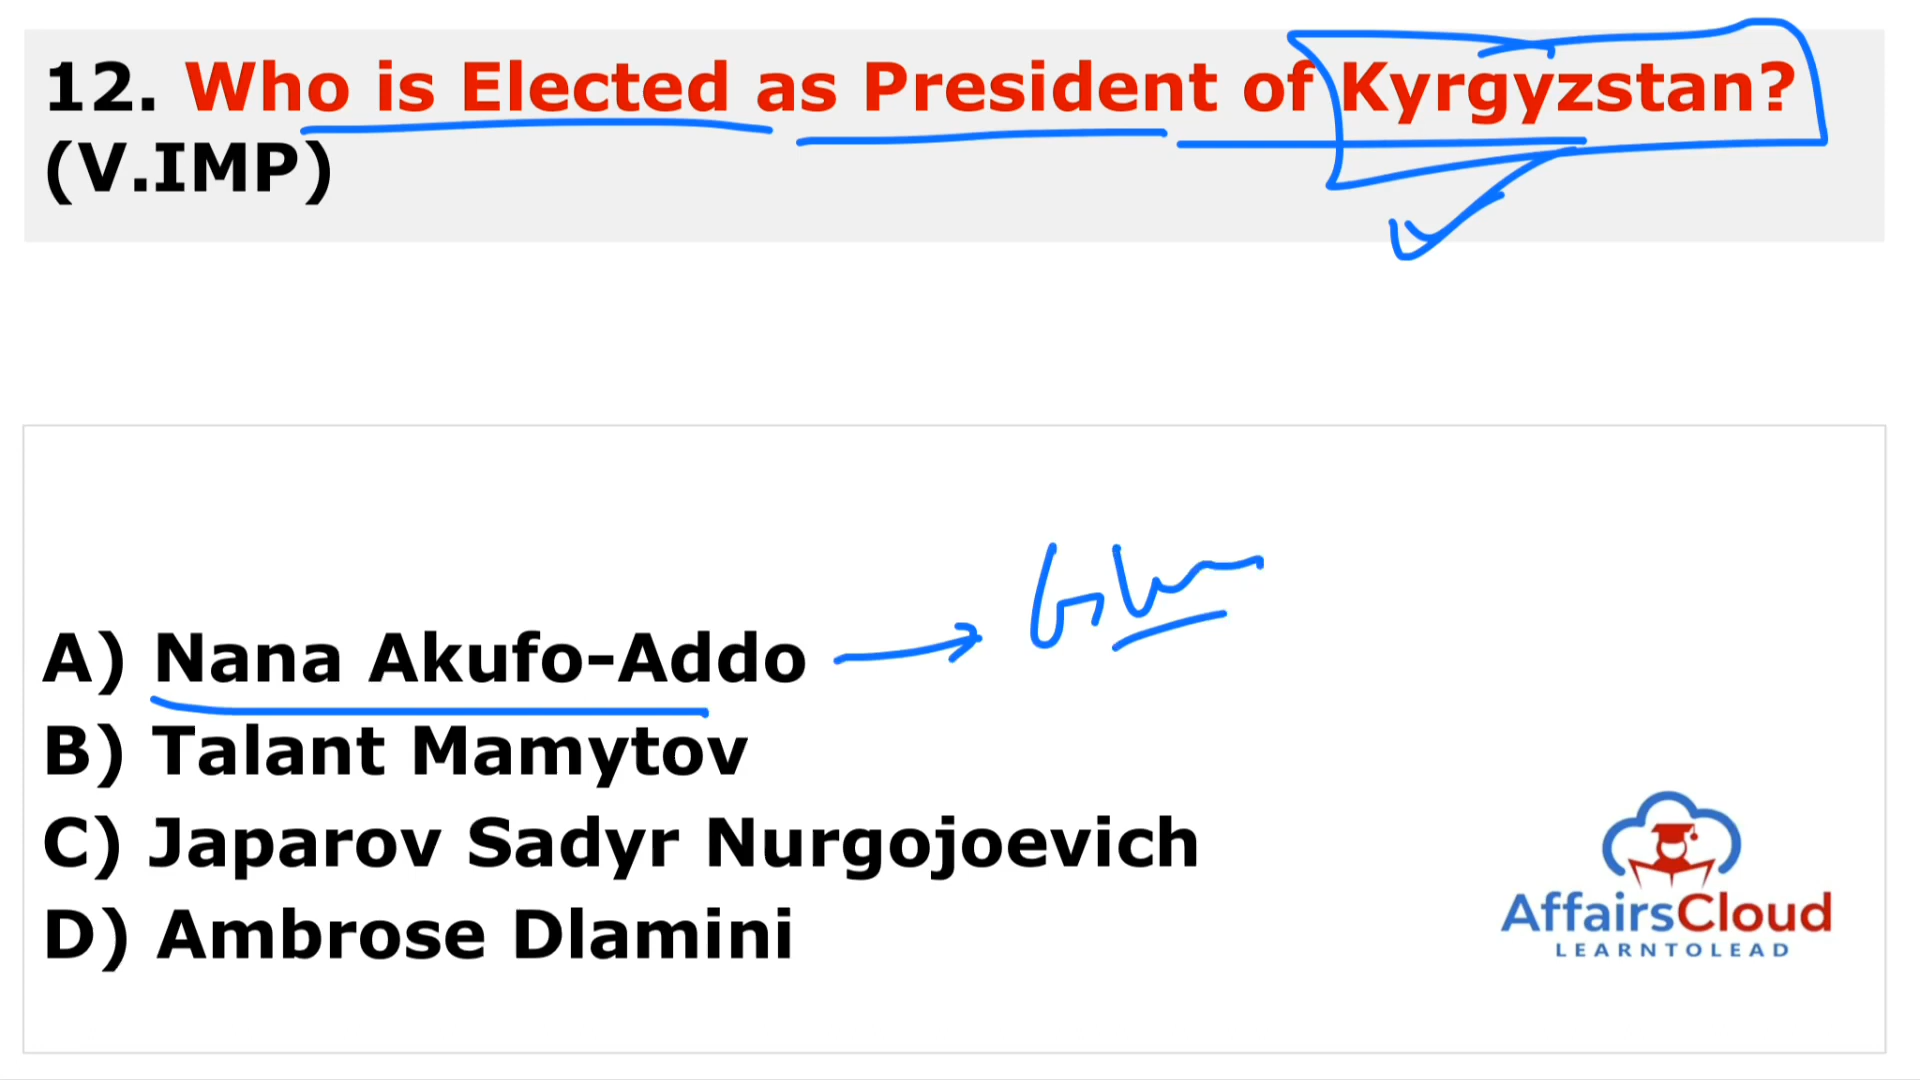 12. Who is Elected as President of Kyrgyzstan?
(V.IMP)
A) Nana Akufo-Addo
B) Talant Mamytov
C) Japarov Sadyr Nurgojoevich
D) Ambrose Dlamini
AffairsCloud
LEARNTOLEAD